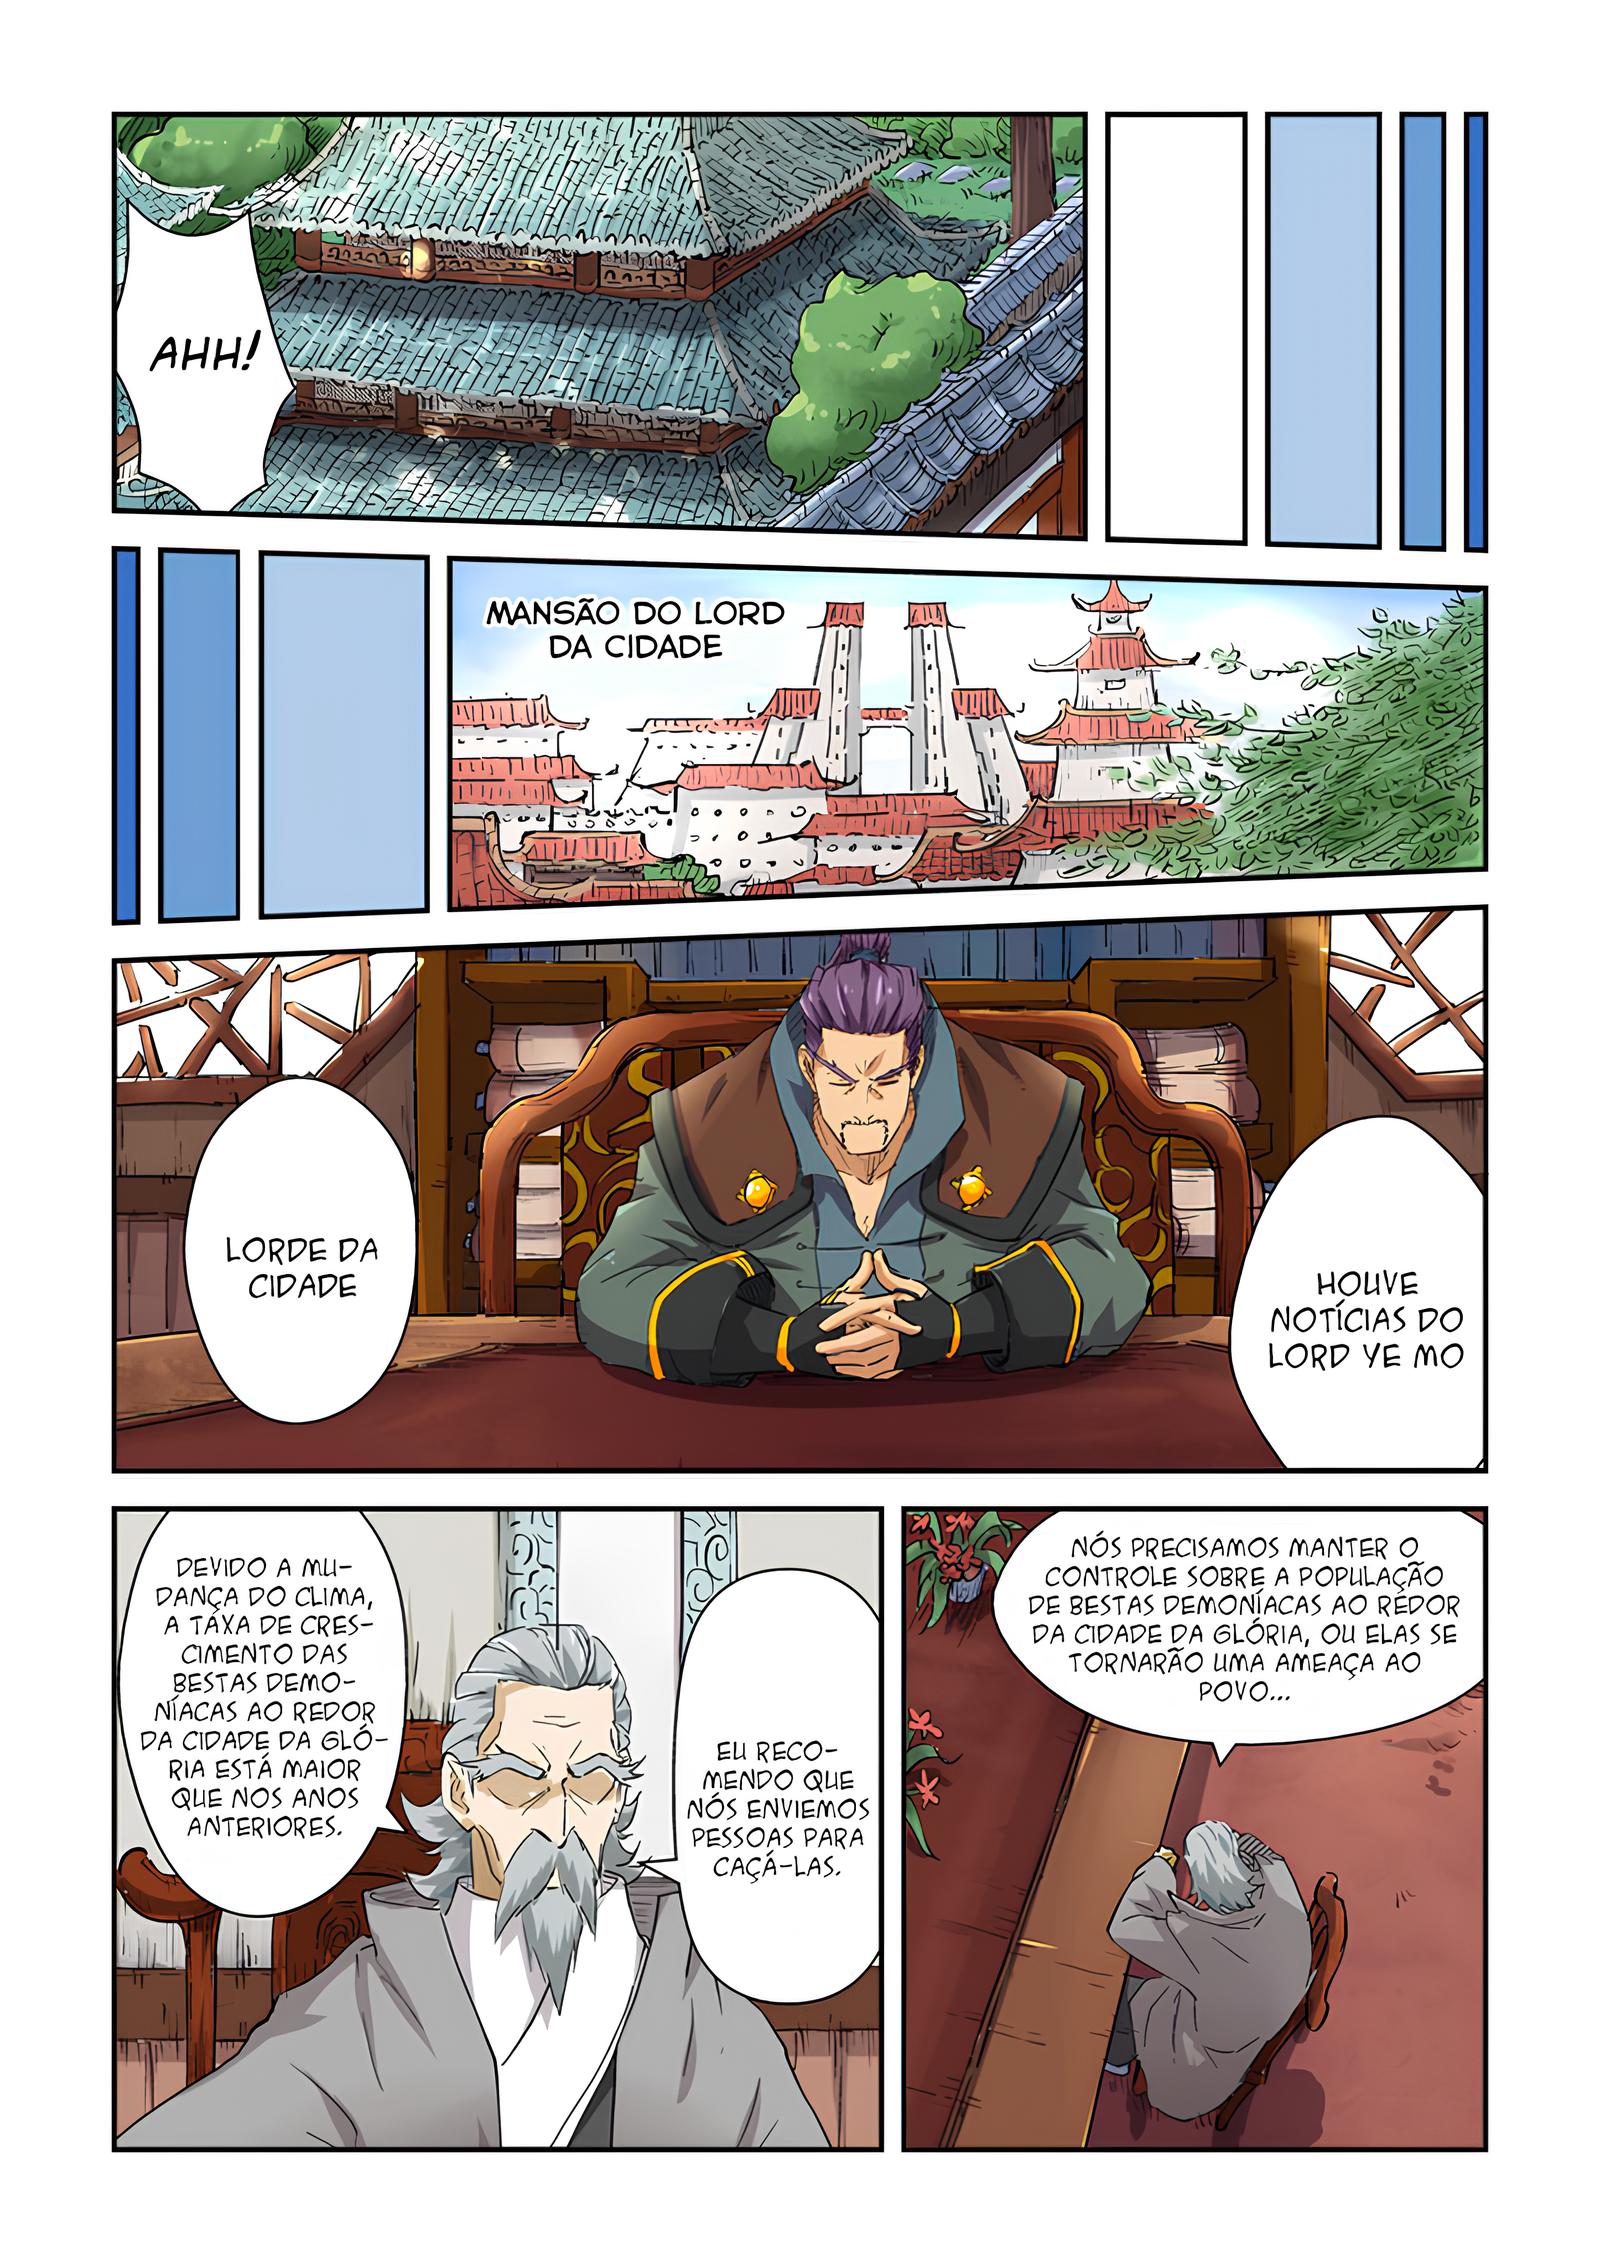 AHH!
MANSÃO DO LORD
DA CIDADE
LORDE DA
CIDADE
HOUVE
NOTÍCIAS DO
LORD YE MO
DEVIDO A MU-
DANÇA DO CLIMA,
A TAXA DE CRES-
CIMENTO DAS
BESTAS DEMO-
NÍACAS AO REDOR
DA CIDADE DA GLÓ-
RIA ESTÁ MAIOR
QUE NOS ANOS
ANTERIORES.
EU RECO-
MENDO QUE
NÓS ENVIEMOS
PESSOAS PARA
CAÇÁ-LAS.
NÓS PRECISAMOS MANTER O
CONTROLE SOBRE A POPULAÇÃO
DE BESTAS DEMONÍACAS AO REDOR
DA CIDADE DA GLÓRIA, OU ELAS SE
TORNARÃO UMA AMEAÇA AO
POVO...